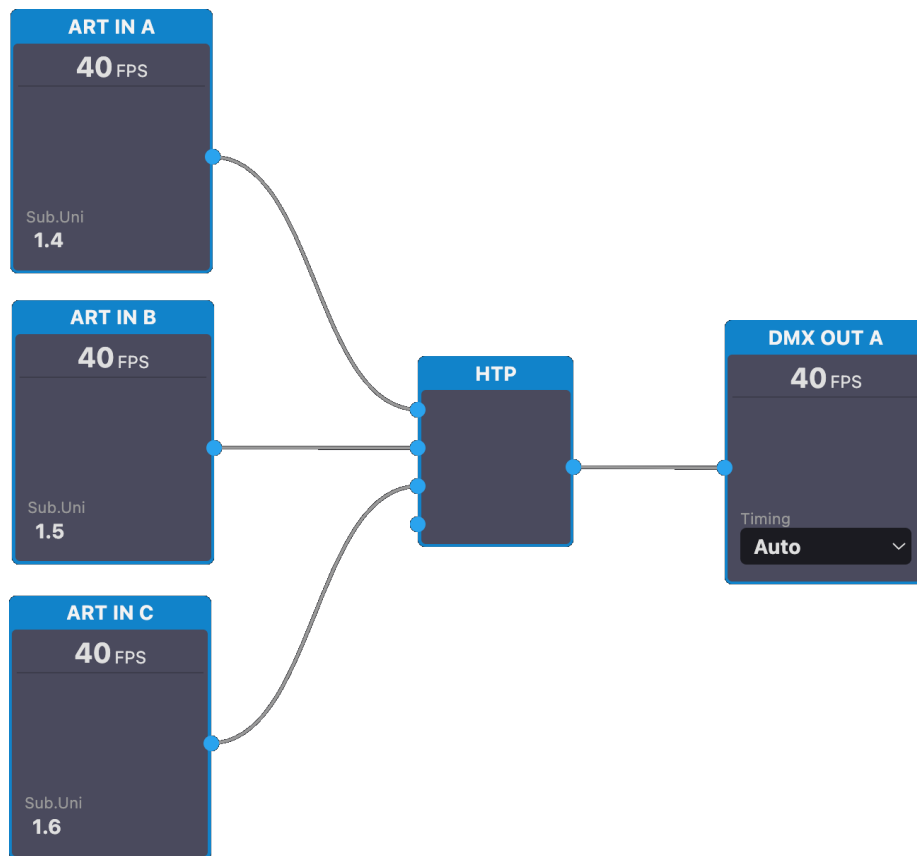 ART IN A
40 FPS
Sub.Uni
1.4
ART IN B
40 FPS
Sub.Uni
1.5
ART IN C
40 FPS
Sub.Uni
1.6
HTP
DMX OUT A
40 FPS
Timing
Auto